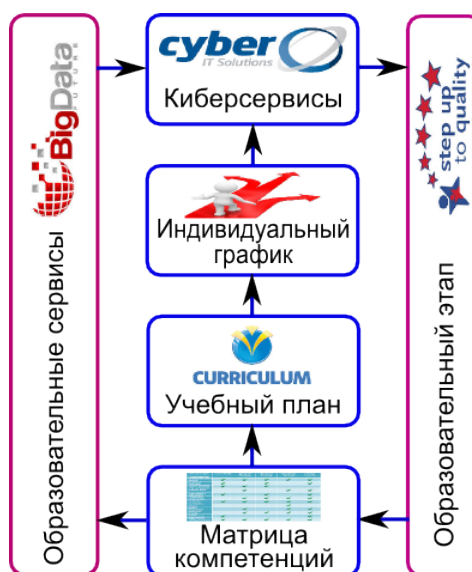 BigData
FUTURE
Образовательные сервисы
cyber
IT Solutions
Киберсервисы
Индивидуальный
график
CURRICULUM
Учебный план
Матрица
компетенций
step up
to quality
Образовательный этап